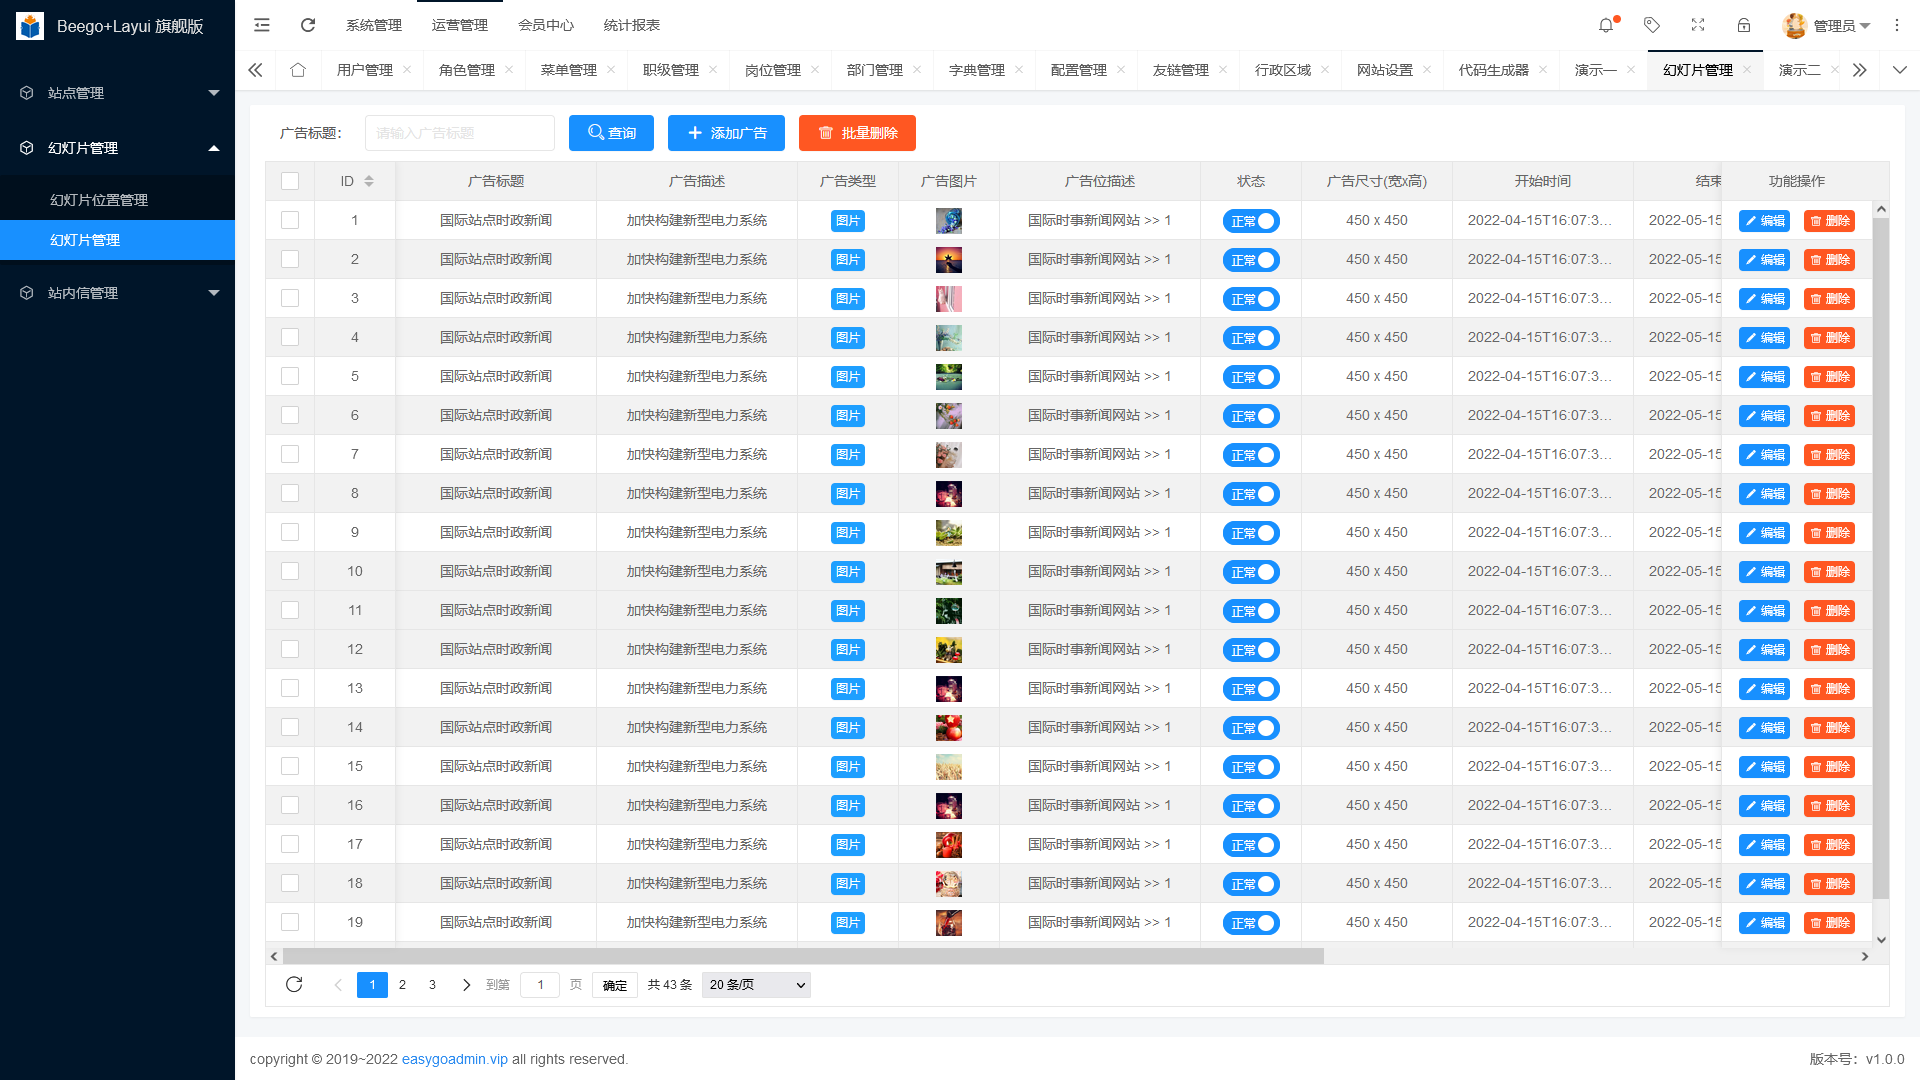 Beego+Layui 旗舰版
系统管理 运营管理 会员中心 统计报表 管理员
用户管理 角色管理 菜单管理 职级管理 岗位管理 部门管理 字典管理 配置管理 友链管理 行政区域 网站设置 代码生成器 演示一 幻灯片管理 演示二
站点管理
幻灯片管理
幻灯片位置管理
幻灯片管理
站内信管理
广告标题： 请输入广告标题 查询 添加广告 批量删除
ID 广告标题 广告描述 广告类型 广告图片 广告位描述 状态 广告尺寸(宽x高) 开始时间 结束 功能操作
1 国际站点时政新闻 加快构建新型电力系统 图片 国际时事新闻网站 >> 1 正常 450 x 450 2022-04-15T16:07:3... 2022-05-15 编辑 删除
2 国际站点时政新闻 加快构建新型电力系统 图片 国际时事新闻网站 >> 1 正常 450 x 450 2022-04-15T16:07:3... 2022-05-15 编辑 删除
3 国际站点时政新闻 加快构建新型电力系统 图片 国际时事新闻网站 >> 1 正常 450 x 450 2022-04-15T16:07:3... 2022-05-15 编辑 删除
4 国际站点时政新闻 加快构建新型电力系统 图片 国际时事新闻网站 >> 1 正常 450 x 450 2022-04-15T16:07:3... 2022-05-15 编辑 删除
5 国际站点时政新闻 加快构建新型电力系统 图片 国际时事新闻网站 >> 1 正常 450 x 450 2022-04-15T16:07:3... 2022-05-15 编辑 删除
6 国际站点时政新闻 加快构建新型电力系统 图片 国际时事新闻网站 >> 1 正常 450 x 450 2022-04-15T16:07:3... 2022-05-15 编辑 删除
7 国际站点时政新闻 加快构建新型电力系统 图片 国际时事新闻网站 >> 1 正常 450 x 450 2022-04-15T16:07:3... 2022-05-15 编辑 删除
8 国际站点时政新闻 加快构建新型电力系统 图片 国际时事新闻网站 >> 1 正常 450 x 450 2022-04-15T16:07:3... 2022-05-15 编辑 删除
9 国际站点时政新闻 加快构建新型电力系统 图片 国际时事新闻网站 >> 1 正常 450 x 450 2022-04-15T16:07:3... 2022-05-15 编辑 删除
10 国际站点时政新闻 加快构建新型电力系统 图片 国际时事新闻网站 >> 1 正常 450 x 450 2022-04-15T16:07:3... 2022-05-15 编辑 删除
11 国际站点时政新闻 加快构建新型电力系统 图片 国际时事新闻网站 >> 1 正常 450 x 450 2022-04-15T16:07:3... 2022-05-15 编辑 删除
12 国际站点时政新闻 加快构建新型电力系统 图片 国际时事新闻网站 >> 1 正常 450 x 450 2022-04-15T16:07:3... 2022-05-15 编辑 删除
13 国际站点时政新闻 加快构建新型电力系统 图片 国际时事新闻网站 >> 1 正常 450 x 450 2022-04-15T16:07:3... 2022-05-15 编辑 删除
14 国际站点时政新闻 加快构建新型电力系统 图片 国际时事新闻网站 >> 1 正常 450 x 450 2022-04-15T16:07:3... 2022-05-15 编辑 删除
15 国际站点时政新闻 加快构建新型电力系统 图片 国际时事新闻网站 >> 1 正常 450 x 450 2022-04-15T16:07:3... 2022-05-15 编辑 删除
16 国际站点时政新闻 加快构建新型电力系统 图片 国际时事新闻网站 >> 1 正常 450 x 450 2022-04-15T16:07:3... 2022-05-15 编辑 删除
17 国际站点时政新闻 加快构建新型电力系统 图片 国际时事新闻网站 >> 1 正常 450 x 450 2022-04-15T16:07:3... 2022-05-15 编辑 删除
18 国际站点时政新闻 加快构建新型电力系统 图片 国际时事新闻网站 >> 1 正常 450 x 450 2022-04-15T16:07:3... 2022-05-15 编辑 删除
19 国际站点时政新闻 加快构建新型电力系统 图片 国际时事新闻网站 >> 1 正常 450 x 450 2022-04-15T16:07:3... 2022-05-15 编辑 删除
1 2 3 到第 1 页 确定 共 43 条 20 条/页
copyright © 2019~2022 easygoadmin.vip all rights reserved. 版本号：v1.0.0